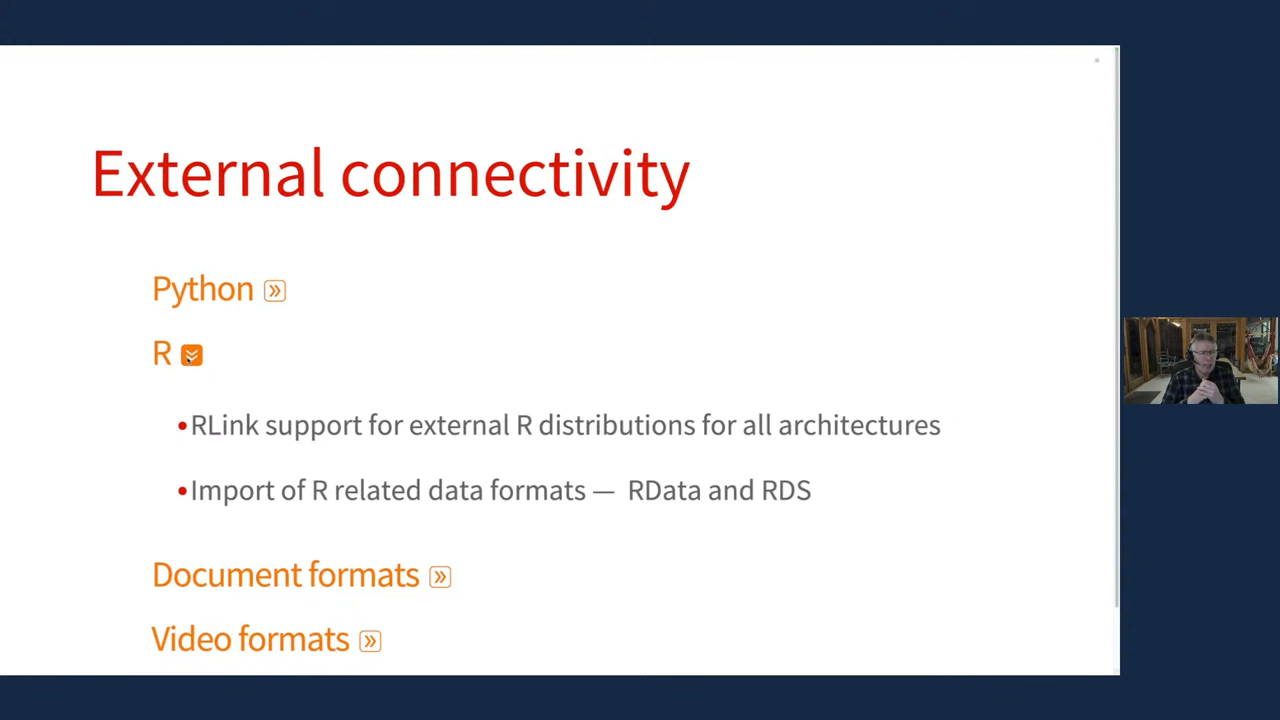 External connectivity
Python
R
•RLink support for external R distributions for all architectures
•Import of R related data formats — RData and RDS
Document formats
Video formats